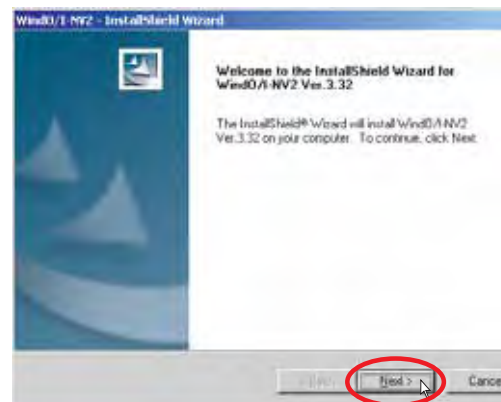 WindO/I-NV2 - InstallShield Wizard
Welcome to the InstallShield Wizard for
WindO/I-NV2 Ver.3.32
The InstallShield® Wizard will install WindO/I-NV2
Ver.3.32 on your computer. To continue, click Next.
< Back
Next >
Cance